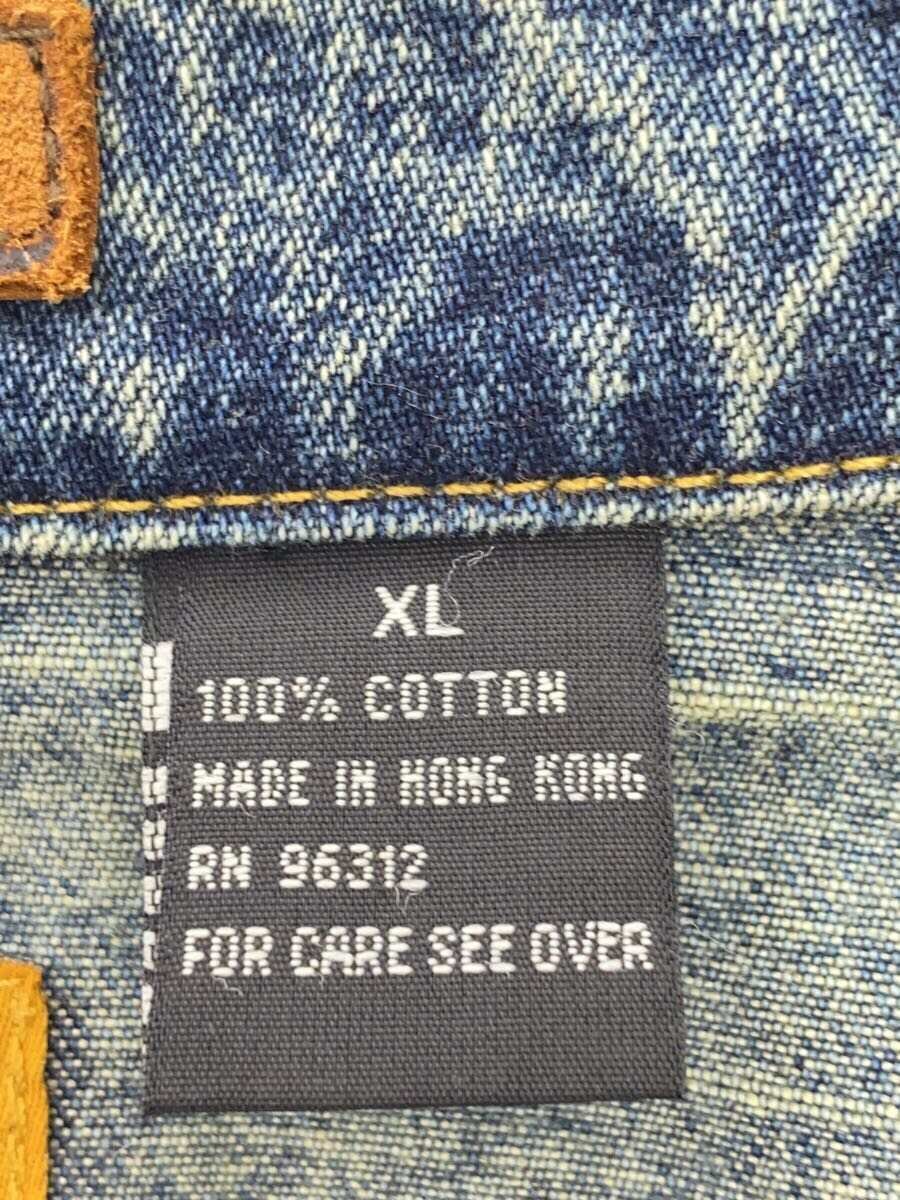 XL
100% COTTON
MADE IN HONG KONG
RN 96312
FOR CARE SEE OVER